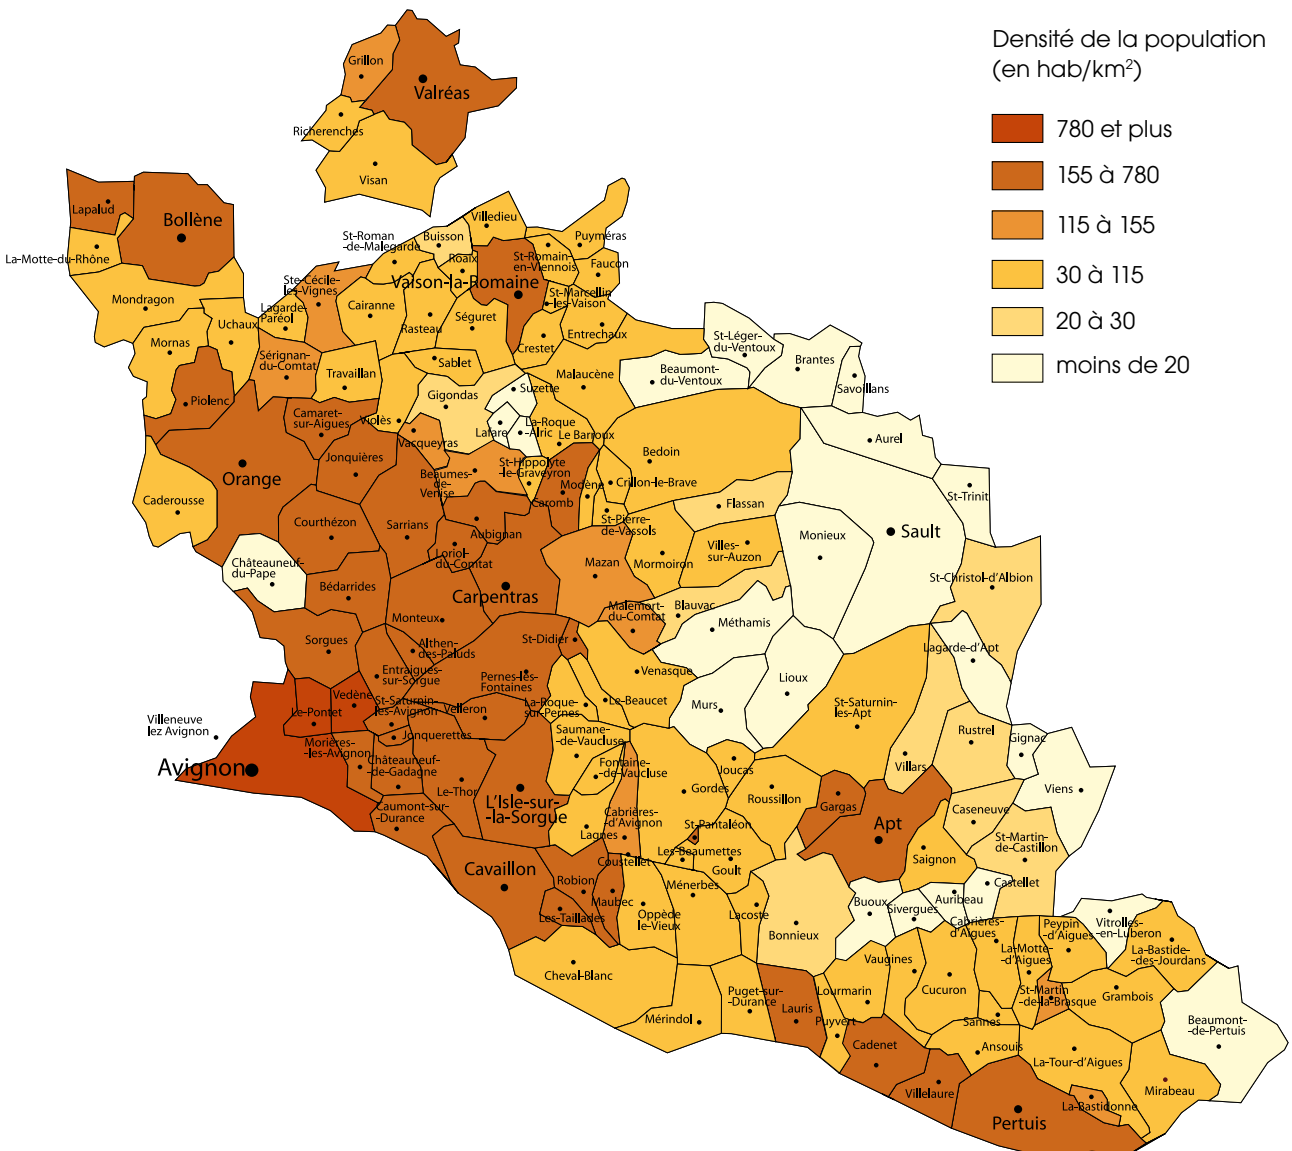 Densité de la population
(en hab/km²)
780 et plus
155 à 780
115 à 155
30 à 115
20 à 30
moins de 20
Grillon
Valréas
Richerenches
Visan
Lapalud
Bollène
La-Motte-du-Rhône
St-Roman
-de-Malegarde
Buisson
Villedieu
Puyméras
Roaix
St-Romain-
en-Viennois
Faucon
Ste-Cécile-
les-Vignes
Vaison-la-Romaine
St-Marcellin
-lès-Vaison
Mondragon
Lagarde-
Paréol
Cairanne
Rasteau
Séguret
Entrechaux
Uchaux
Crestet
Mornas
Sérignan-
du-Comtat
Travaillan
Sablet
Malaucène
St-Léger-
du-Ventoux
Brantes
Beaumont-
du-Ventoux
Savoillans
Suzette
Gigondas
Piolenc
Camaret-
sur-Aigues
Violès
Vacqueyras
Lafare
La-Roque
-Alric
Le Barroux
Aurel
Bedoin
Jonquières
Orange
Beaumes-
de-
Venise
St-Hippolyte
-le-Graveyron
Modène
Crillon-le-Brave
Caromb
St-Trinit
Caderousse
Flassan
Courthézon
Sarrians
Aubignan
St-Pierre-
de-Vassols
Sault
Monieux
Villes-
sur-Auzon
Mormoiron
Loriol-
du-Comtat
Châteauneuf-
du-Pape
Mazan
St-Christol-d'Albion
Bédarrides
Carpentras
Malemort-
du-Comtat
Blauvac
Méthamis
Monteux
Sorgues
Althen-
des-Paluds
St-Didier
Lagarde-d'Apt
Entraigues-
sur-Sorgue
Pernes-les-
Fontaines
Venasque
Lioux
Vedène
Le-Pontet
St-Saturnin-
les-Avignon
Velleron
La-Roque-
sur-Pernes
Le-Beaucet
Murs
St-Saturnin-
les-Apt
Villeneuve
lez Avignon
Morières-
-les-Avignon
Jonquerettes
Saumane-
-de-Vaucluse
Rustrel
Gignac
Avignon
Châteauneuf-
-de-Gadagne
Fontaine-
-de-Vaucluse
Joucas
Villars
Le-Thor
L'Isle-sur-
-la-Sorgue
Gordes
Roussillon
Gargas
Viens
Caumont-sur-
-Durance
Cabrières-
-d'Avignon
Caseneuve
Lagnes
St-Pantaléon
Apt
St-Martin-
de-Castillon
Coustellet
Les-Beaumettes
Goult
Saignon
Cavaillon
Robion
Ménerbes
Castellet
Maubec
Les-Taillades
Oppède
le-Vieux
Lacoste
Bonnieux
Buoux
Sivergues
Auribeau
Cabrières-
d'Aigues
Peypin
-d'Aigues
Vitrolles-
en-Luberon
La-Motte-
-d'Aigues
La-Bastide-
-des-Jourdans
Cheval-Blanc
Vaugines
Cucuron
St-Martin
-de-la-Brasque
Grambois
Puget-sur-
-Durance
Lourmarin
Lauris
Mérindol
Puyvert
Sannes
Beaumont-
-de-Pertuis
Cadenet
Ansouis
La-Tour-d'Aigues
Villelaure
Mirabeau
La-Bastidonne
Pertuis